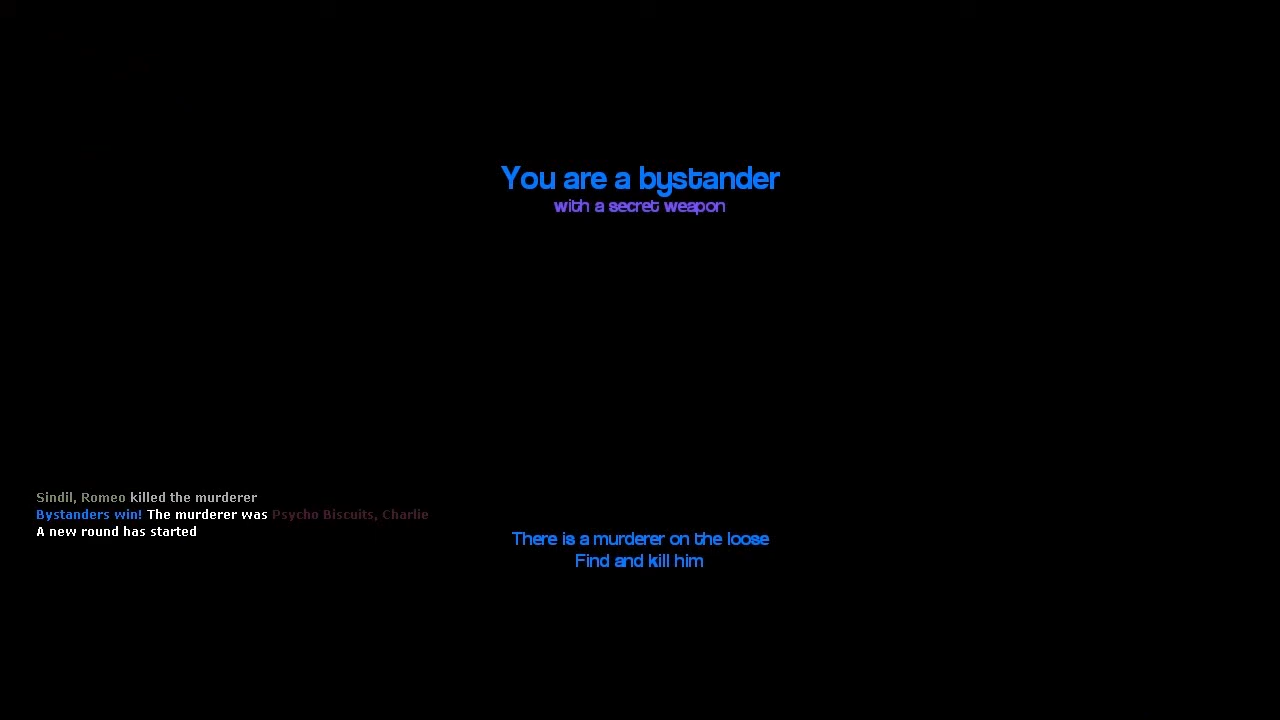 You are a bystander
with a secret weapon
Sindil, Romeo killed the murderer
Bystanders win! The murderer was Psycho Biscuits, Charlie
A new round has started
There is a murderer on the loose
Find and kill him